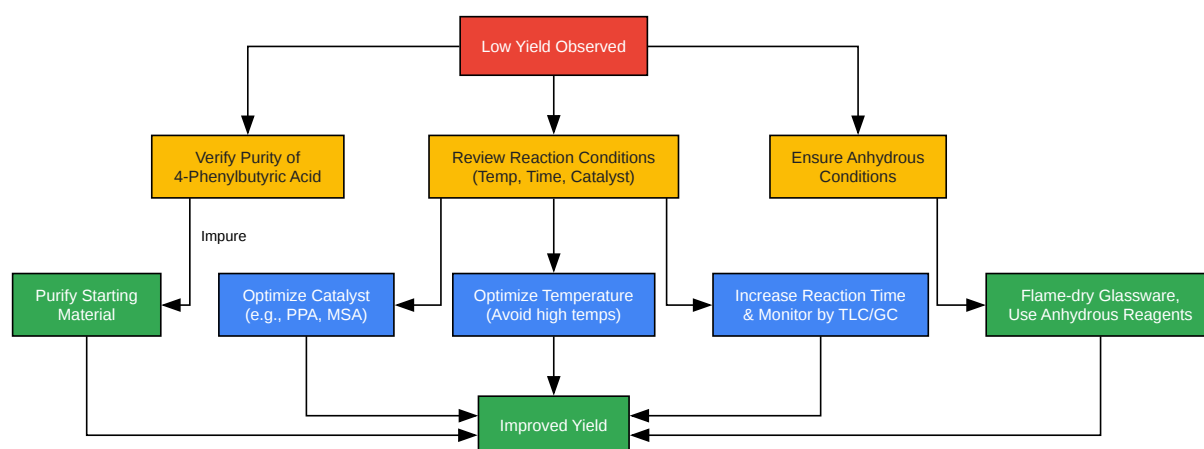 Low Yield Observed
Verify Purity of
4-Phenylbutyric Acid
Review Reaction Conditions
(Temp, Time, Catalyst)
Ensure Anhydrous
Conditions
Impure
Purify Starting
Material
Optimize Catalyst
(e.g., PPA, MSA)
Optimize Temperature
(Avoid high temps)
Increase Reaction Time
& Monitor by TLC/GC
Flame-dry Glassware,
Use Anhydrous Reagents
Improved Yield